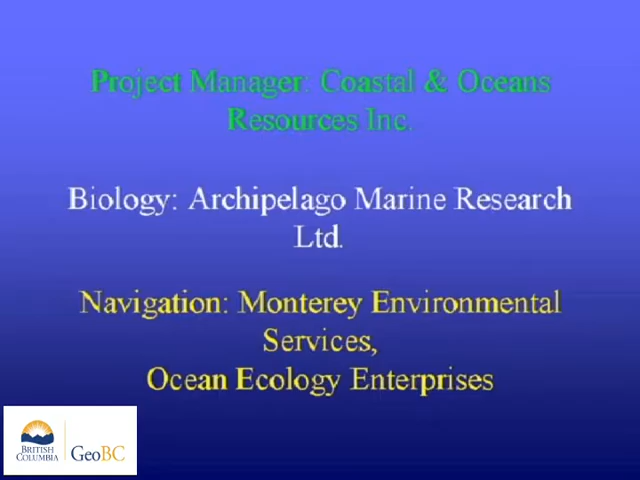 Project Manager: Coastal & Oceans
Resources Inc.
Biology: Archipelago Marine Research
Ltd.
Navigation: Monterey Environmental
Services,
Ocean Ecology Enterprises
BRITISH
COLUMBIA
GeoBC